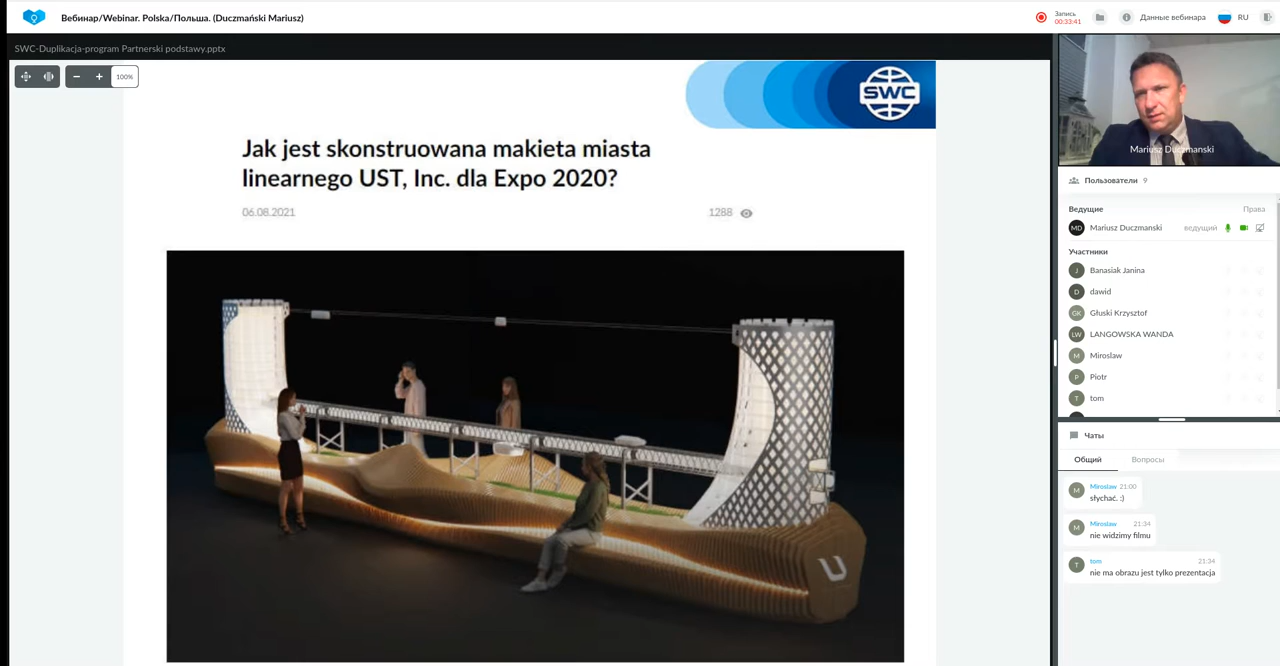 Вебинар/Webinar. Polska/Польша. (Duczmański Mariusz)
Запись
00:33:41
Данные вебинара
RU
SWC-Duplikacja-program Partnerski podstawy.pptx
100%
SWC
Jak jest skonstruowana makieta miasta
linearnego UST, Inc. dla Expo 2020?
06.08.2021
1288
U
Mariusz Duczmanski
Пользователи 9
Ведущие
Права
MD Mariusz Duczmanski ведущий
Участники
J Banasiak Janina
D dawid
GK Głuski Krzysztof
LW LANGOWSKA WANDA
M Miroslaw
P Piotr
T tom
Чаты
Общий
Вопросы
M Miroslaw 21:00
słychać. :)
M Miroslaw 21:34
nie widzimy filmu
T tom 21:34
nie ma obrazu jest tylko prezentacja